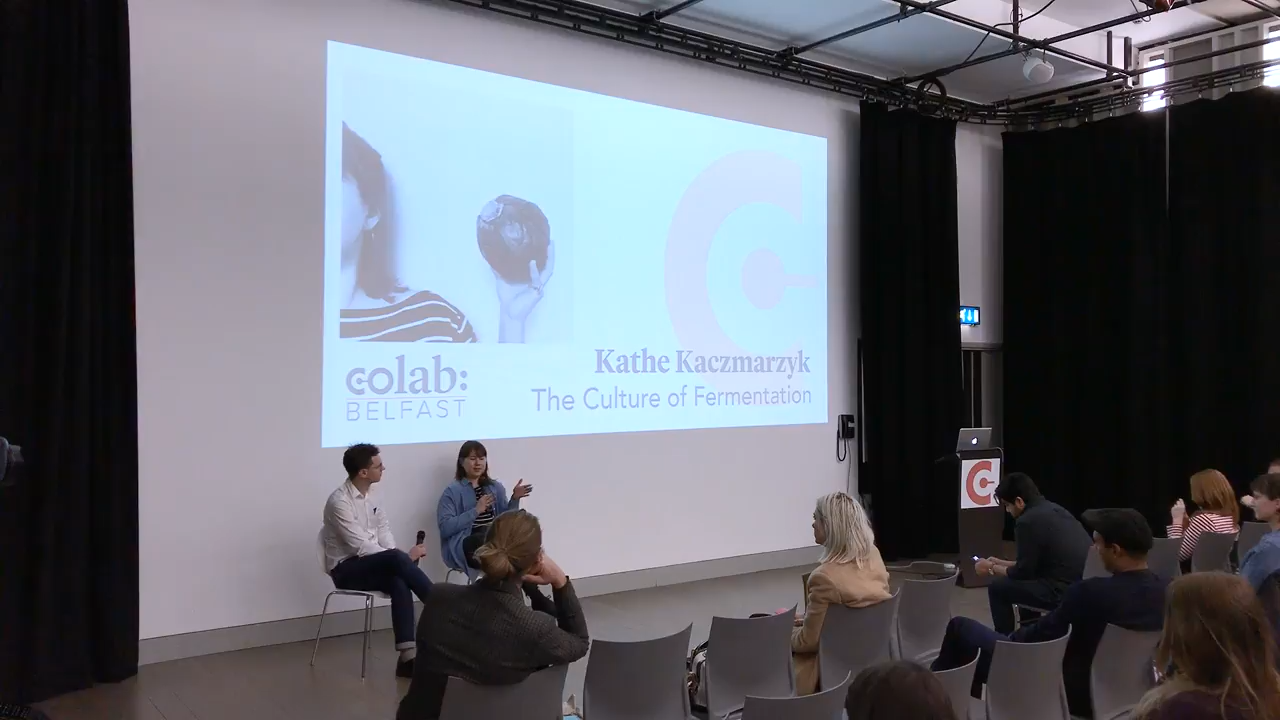 colab:
BELFAST
Kathe Kaczmarzyk
The Culture of Fermentation